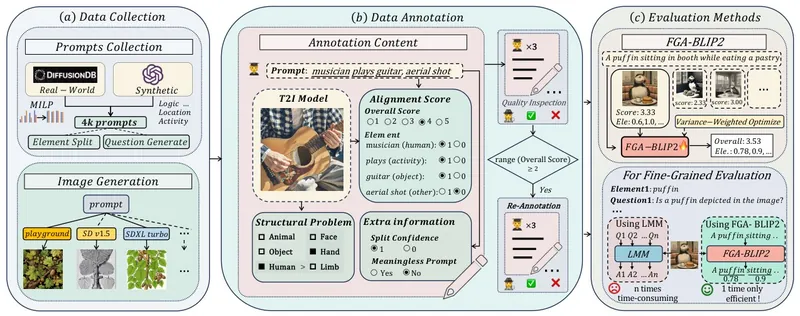 (a) Data Collection
Prompts Collection
DIFFUSIONDB
Real-World
Synthetic
MILP
Logic ...
Location
Activity
4k prompts
Element Split
Question Generate
Image Generation
prompt
playground
SD v1.5
SDXL turbo
...
(b) Data Annotation
Annotation Content
Prompt: musician plays guitar, aerial shot
T2I Model
Alignment Score
Overall Score
1 2 3 4 5
Element
musician (human): 1 0
plays (activity): 1 0
guitar (object): 1 0
aerial shot (other): 1 0
Structural Problem
Animal Face
Object Hand
Human > Limb
Extra information
Split Confidence
1 0
Meaningless Prompt
Yes No
×3
Quality Inspection
range (Overall Score)
≥ 2
Yes
Re-Annotation
×3
(c) Evaluation Methods
FGA-BLIP2
A puffin sitting in booth while eating a pastry.
Score: 3.33
Ele: 0.6,1.0, ...
score: 2.33
score: 3.00
...
Variance-Weighted Optimize
FGA-BLIP2
Overall: 3.53
Ele.: 0.78, 0.9, ...
For Fine-Grained Evaluation
Element1: puffin
Question1: Is a puffin depicted in the image?
...
Using LMM
Q1 Q2 ... Qn
LMM
A1 A2 ... An
n times
time-consuming
Using FGA- BLIP2
A puffin sitting ..
FGA-BLIP2
A puffin sitting ..
0.78 0.9
1 time only
efficient !